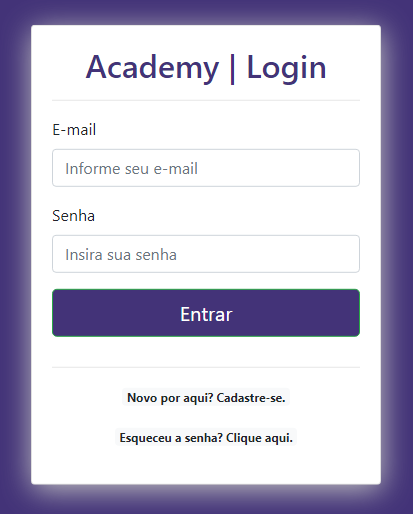 Academy | Login
E-mail
Informe seu e-mail
Senha
Insira sua senha
Entrar
Novo por aqui? Cadastre-se.
Esqueceu a senha? Clique aqui.